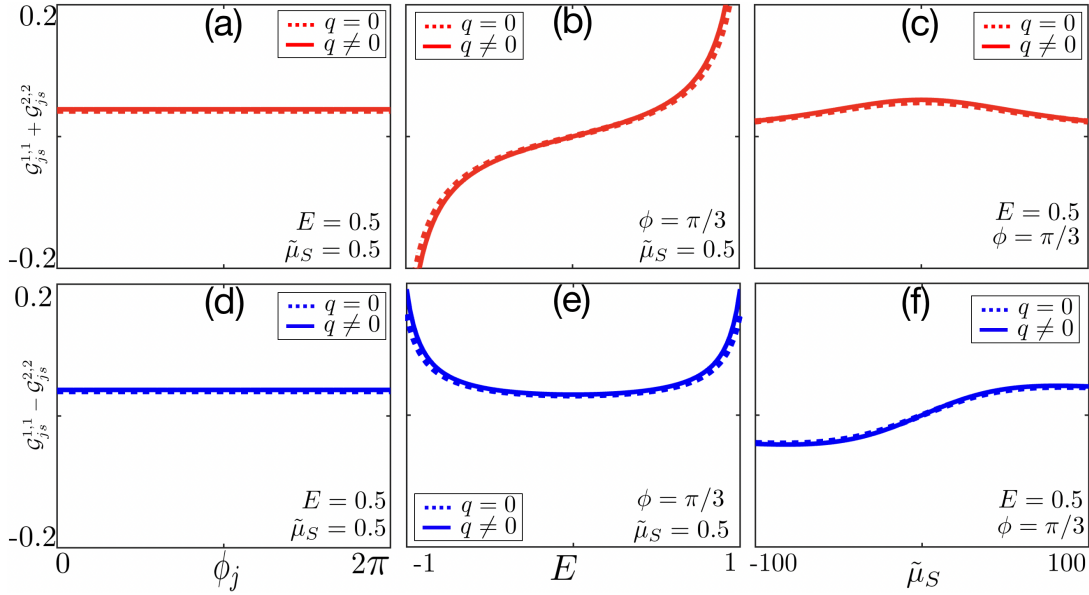 (a)
0.2
q = 0
q ≠ 0
𝒢_{js}^{1,1} + 𝒢_{js}^{2,2}
E = 0.5
μ̃_S = 0.5
-0.2
(b)
q = 0
q ≠ 0
ϕ = π/3
μ̃_S = 0.5
(c)
q = 0
q ≠ 0
E = 0.5
ϕ = π/3
(d)
0.2
q = 0
q ≠ 0
𝒢_{js}^{1,1} − 𝒢_{js}^{2,2}
E = 0.5
μ̃_S = 0.5
-0.2
0 ϕ_j 2π
(e)
ϕ = π/3
μ̃_S = 0.5
q = 0
q ≠ 0
-1 E 1
(f)
q = 0
q ≠ 0
E = 0.5
ϕ = π/3
-100 μ̃_S 100